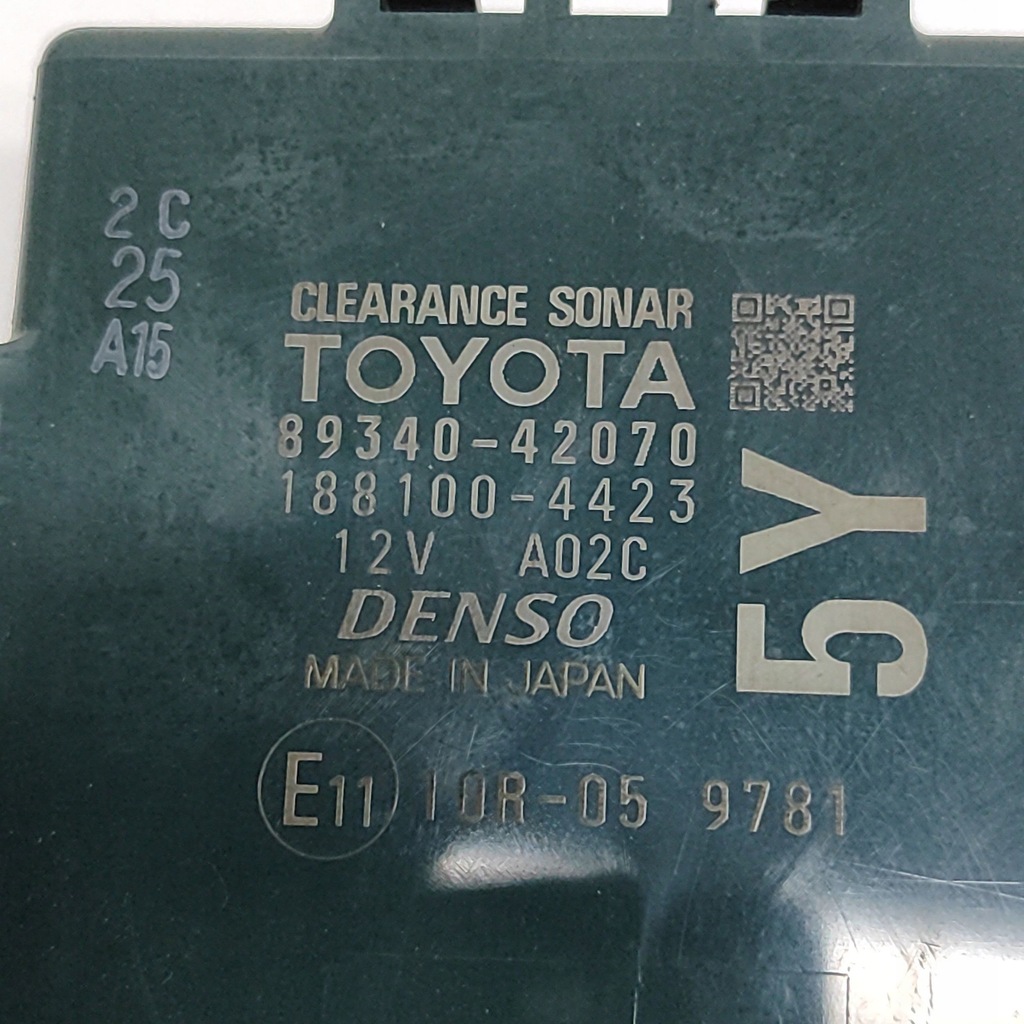 2 C
25
A15
CLEARANCE SONAR
TOYOTA
89340-42070
188100-4423
12V A02C
DENSO
MADE IN JAPAN
5Y
E11 10R-05 9781